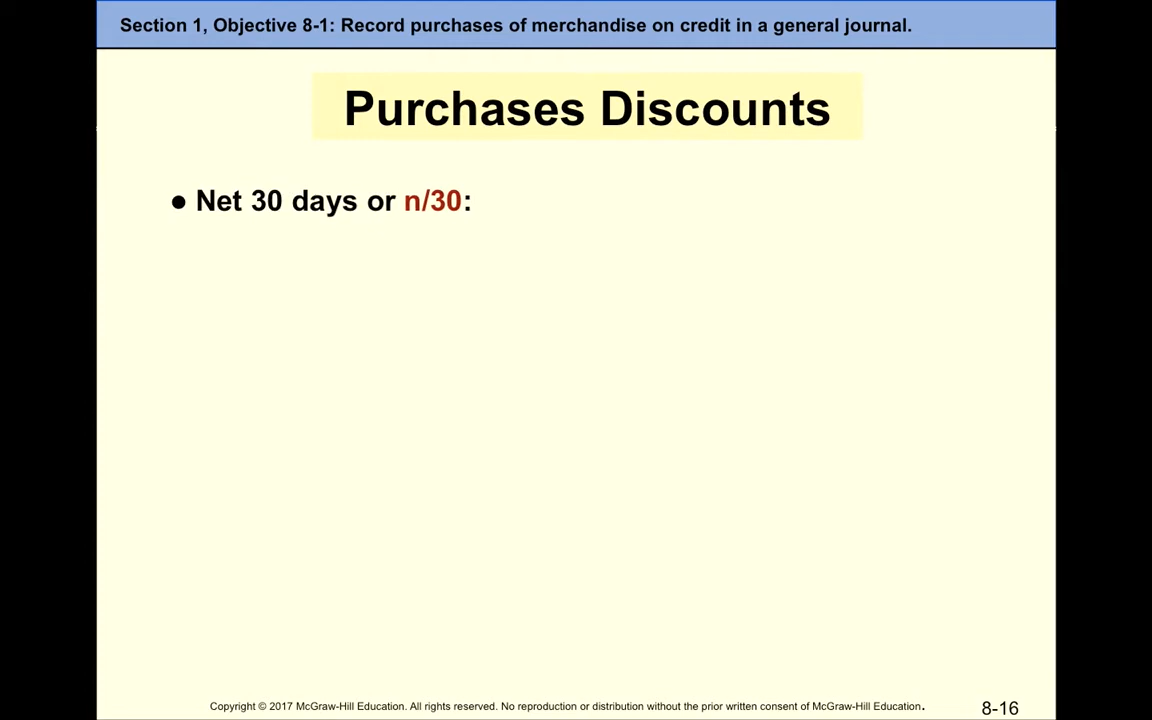 Section 1, Objective 8-1: Record purchases of merchandise on credit in a general journal.
Purchases Discounts
● Net 30 days or n/30:
Copyright © 2017 McGraw-Hill Education. All rights reserved. No reproduction or distribution without the prior written consent of McGraw-Hill Education.
8-16